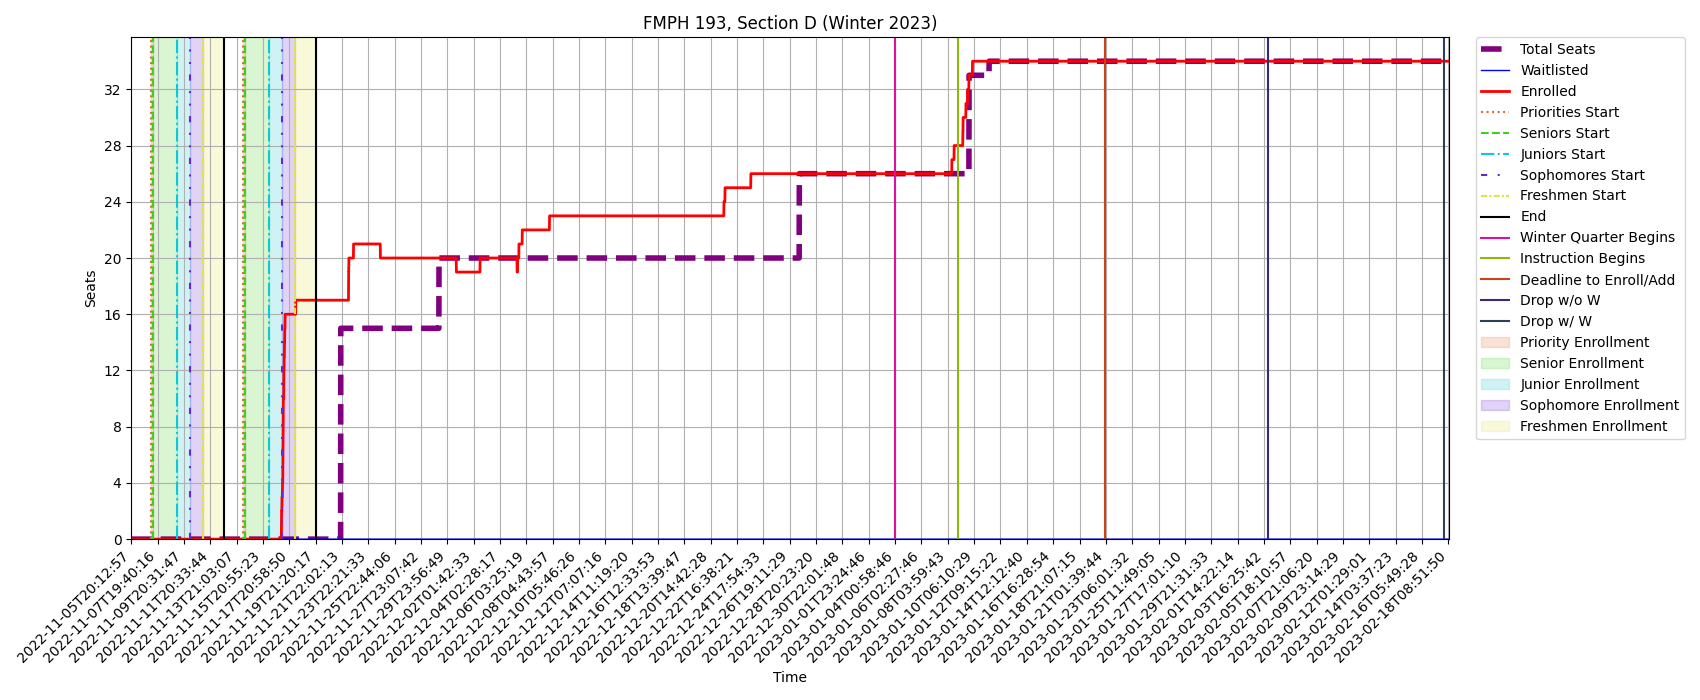 FMPH 193, Section D (Winter 2023)
Seats
32
28
24
20
16
12
8
4
0
2022-11-05T20:12:57
2022-11-07T19:40:16
2022-11-09T20:31:47
2022-11-11T20:33:44
2022-11-13T21:03:07
2022-11-15T20:55:23
2022-11-17T20:58:50
2022-11-19T21:20:17
2022-11-21T22:02:13
2022-11-23T22:21:33
2022-11-25T22:44:06
2022-11-27T23:07:42
2022-11-29T23:56:49
2022-12-02T01:42:33
2022-12-04T02:28:17
2022-12-06T03:25:19
2022-12-08T04:43:57
2022-12-10T05:46:26
2022-12-12T07:07:16
2022-12-14T11:19:20
2022-12-16T12:33:53
2022-12-18T13:39:47
2022-12-20T14:42:28
2022-12-22T16:38:21
2022-12-24T17:54:33
2022-12-26T19:11:29
2022-12-28T20:23:20
2022-12-30T22:01:48
2023-01-01T23:24:46
2023-01-04T00:58:46
2023-01-06T02:27:46
2023-01-08T03:59:43
2023-01-10T06:10:29
2023-01-12T09:15:22
2023-01-14T12:12:40
2023-01-16T16:28:54
2023-01-18T21:07:15
2023-01-21T01:39:44
2023-01-23T06:01:32
2023-01-25T11:49:05
2023-01-27T17:01:10
2023-01-29T21:31:33
2023-02-01T14:22:14
2023-02-03T16:25:42
2023-02-05T18:10:57
2023-02-07T21:06:20
2023-02-09T23:14:29
2023-02-12T01:29:01
2023-02-14T03:37:23
2023-02-16T05:49:28
2023-02-18T08:51:50
Time
Total Seats
Waitlisted
Enrolled
Priorities Start
Seniors Start
Juniors Start
Sophomores Start
Freshmen Start
End
Winter Quarter Begins
Instruction Begins
Deadline to Enroll/Add
Drop w/o W
Drop w/ W
Priority Enrollment
Senior Enrollment
Junior Enrollment
Sophomore Enrollment
Freshmen Enrollment